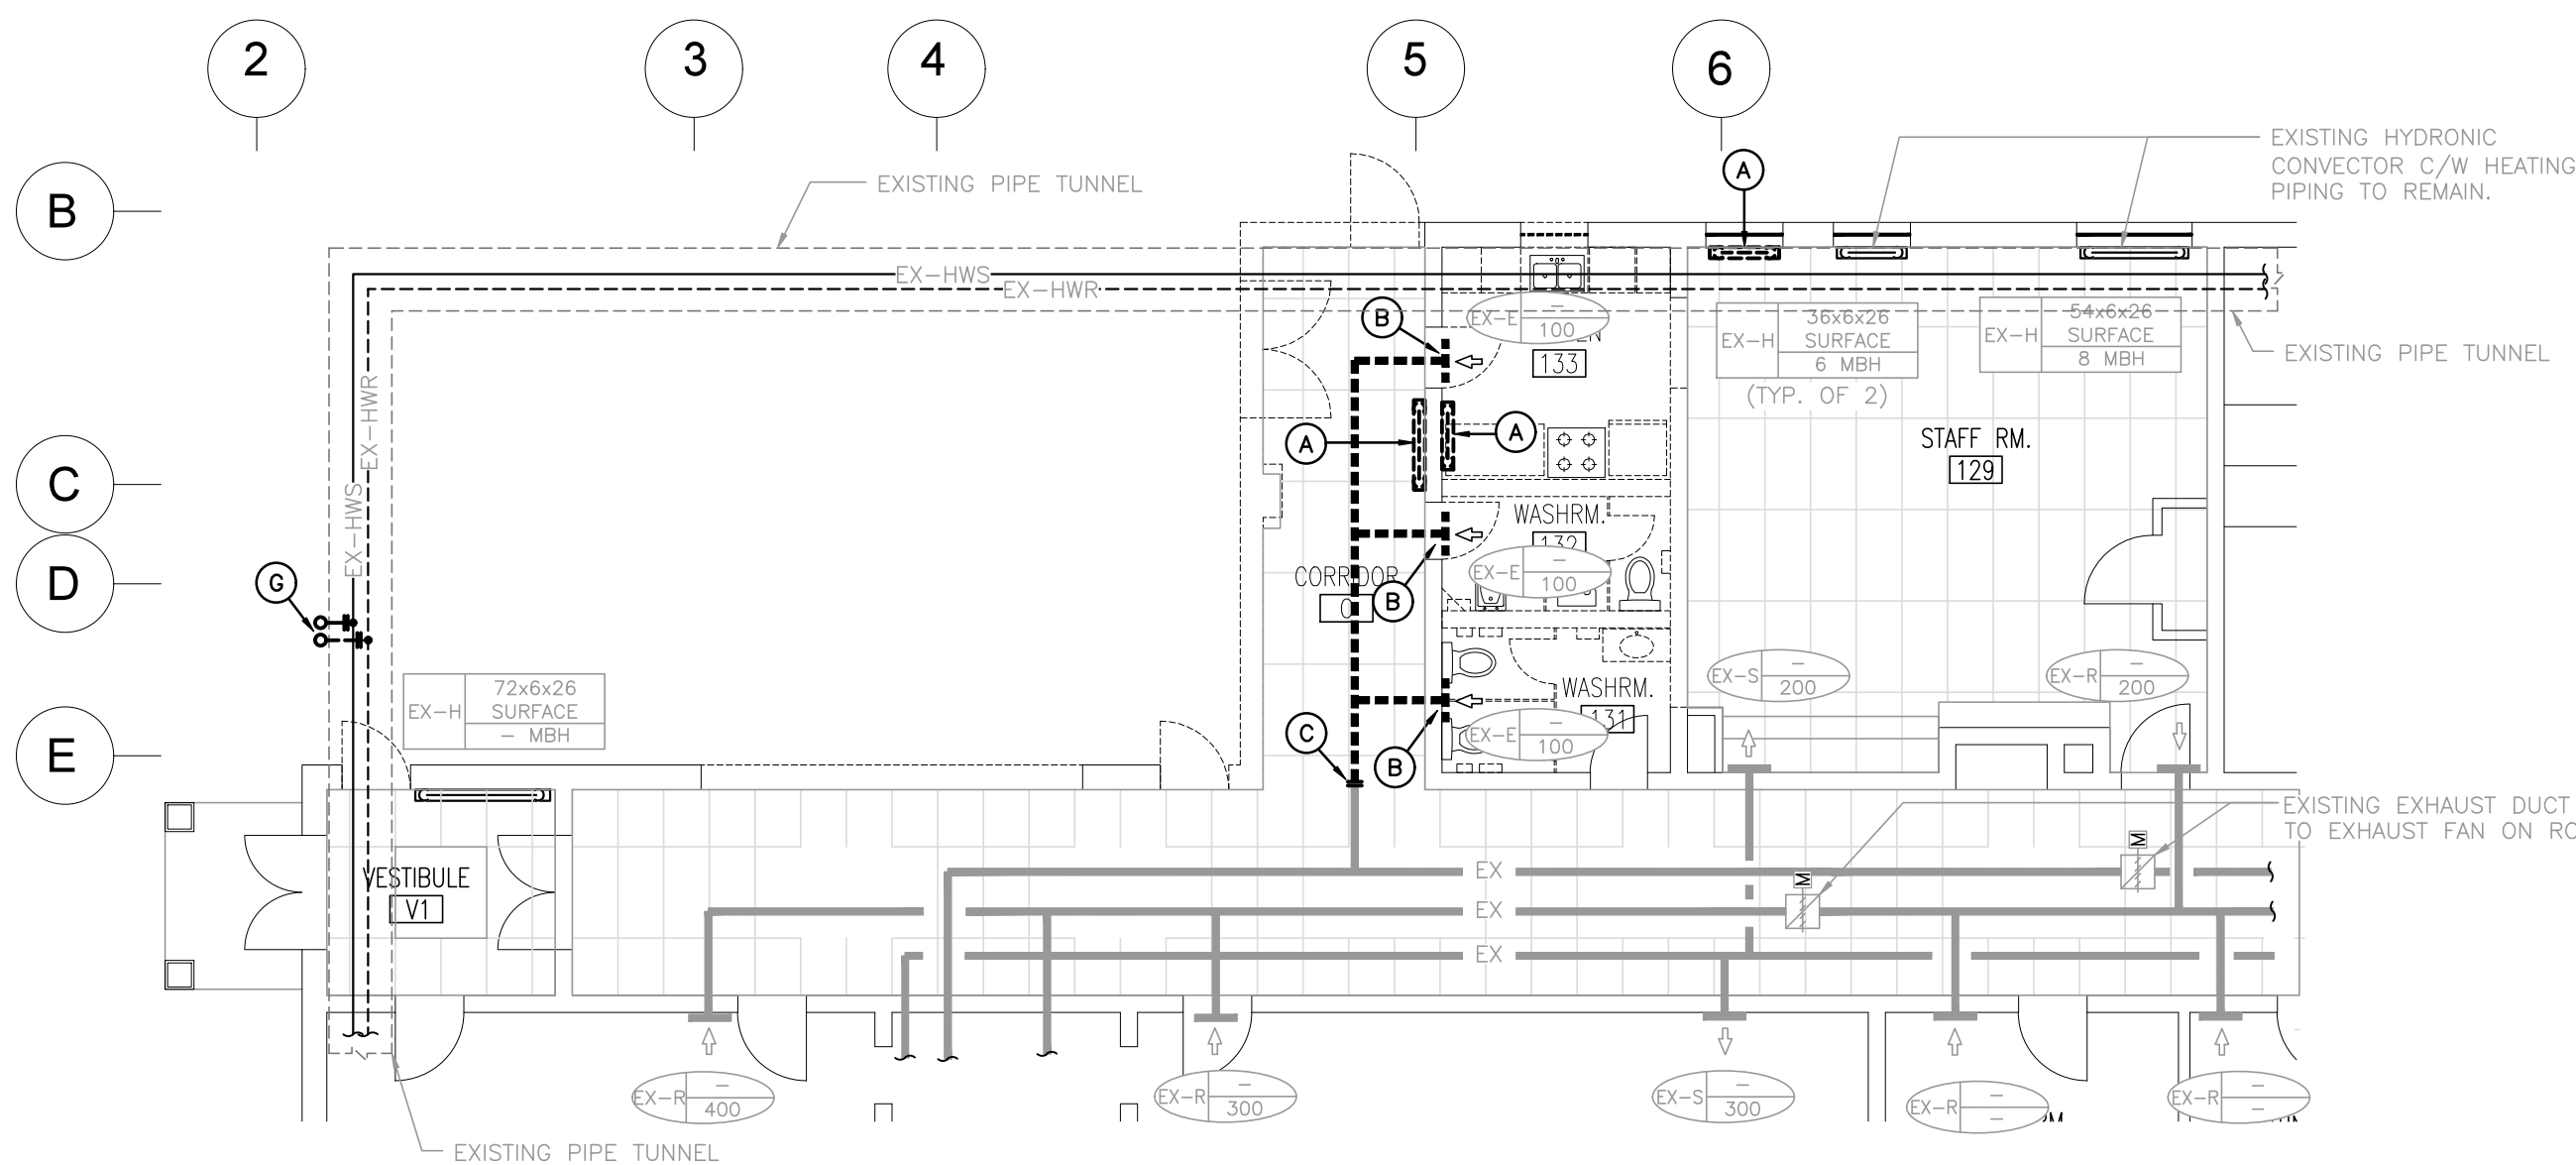 2
3
4
5
6
B
C
D
E
EXISTING PIPE TUNNEL
A
EXISTING HYDRONIC
CONVECTOR C/W HEATING
PIPING TO REMAIN.
EX-HWS
EX-HWR
EXISTING PIPE TUNNEL
B
EX-E
-
100
133
EX-H
36x6x26
SURFACE
6 MBH
(TYP. OF 2)
EX-H
54x6x26
SURFACE
8 MBH
EX-HWR
EX-HWS
A
A
STAFF RM.
129
WASHRM.
132
EX-E
-
100
CORRIDOR
0
B
G
WASHRM.
131
EX-E
-
100
B
C
EX-S
-
200
EX-R
-
200
EX-H
72x6x26
SURFACE
- MBH
EXISTING EXHAUST DUCT
TO EXHAUST FAN ON
VESTIBULE
V1
EX
EX
EX
M
M
EX-R
-
400
EX-R
-
300
EX-S
-
300
EX-R
-
-
EX-R
-
-
EXISTING PIPE TUNNEL